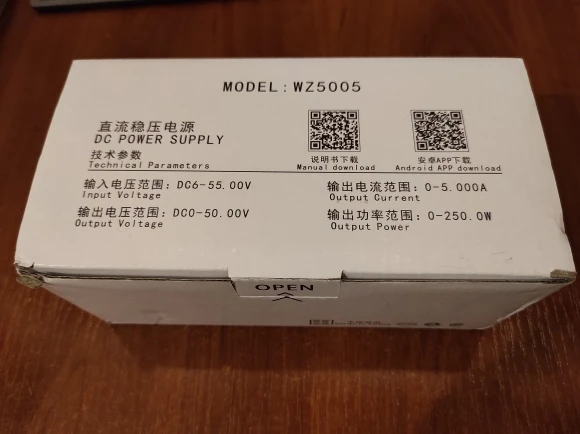 MODEL: WZ5005
直流稳压电源
DC POWER SUPPLY
技术参数
Technical Parameters
说明书下载
Manual download
安卓APP下载
Android APP download
输入电压范围: DC6-55.00V
Input Voltage
输出电压范围: DC0-50.00V
Output Voltage
输出电流范围: 0-5.000A
Output Current
输出功率范围: 0-250.0W
Output Power
OPEN